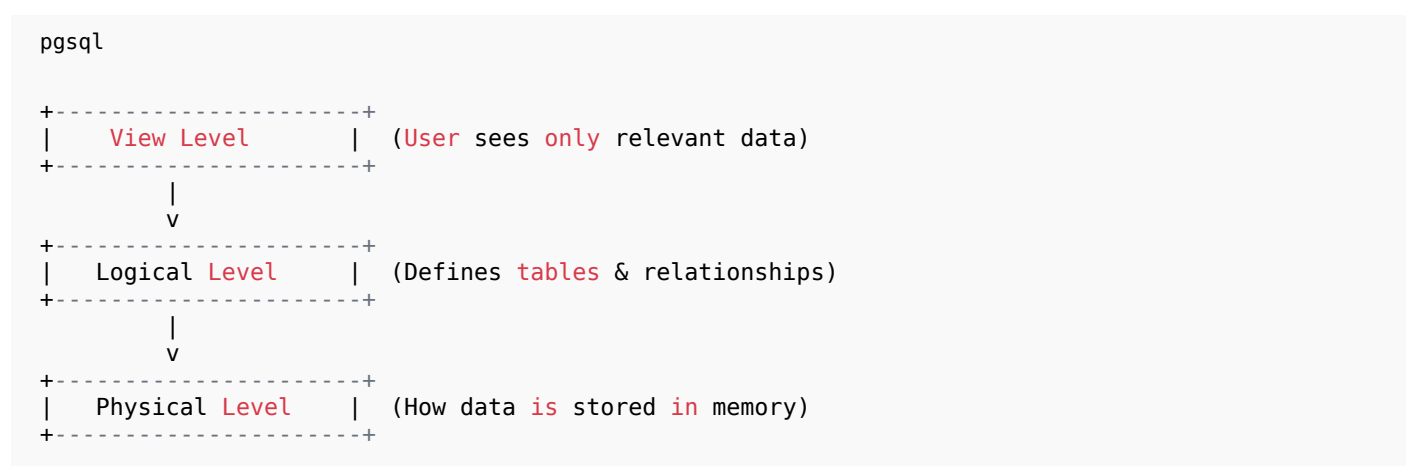 pgsql
+----------------------+
|    View Level       |  (User sees only relevant data)
+----------------------+
         |
         v
+----------------------+
|   Logical Level     |  (Defines tables & relationships)
+----------------------+
         |
         v
+----------------------+
|   Physical Level    |  (How data is stored in memory)
+----------------------+